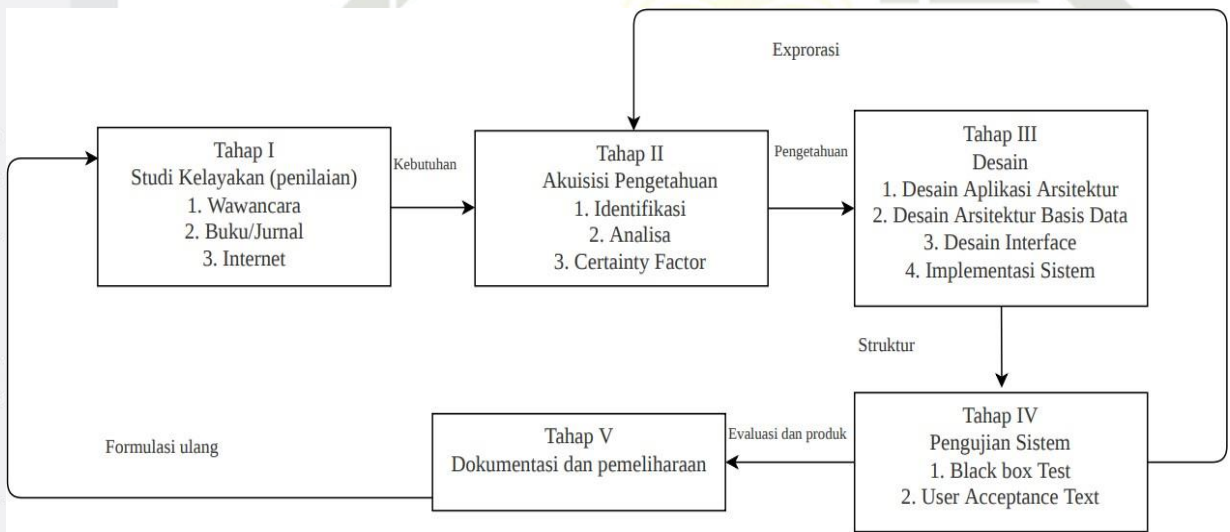 Exprorasi
Tahap I
Studi Kelayakan (penilaian)
1. Wawancara
2. Buku/Jurnal
3. Internet
Kebutuhan
Tahap II
Akuisisi Pengetahuan
1. Identifikasi
2. Analisa
3. Certainty Factor
Pengetahuan
Tahap III
Desain
1. Desain Aplikasi Arsitektur
2. Desain Arsitektur Basis Data
3. Desain Interface
4. Implementasi Sistem
Struktur
Tahap IV
Pengujian Sistem
1. Black box Test
2. User Acceptance Text
Evaluasi dan produk
Tahap V
Dokumentasi dan pemeliharaan
Formulasi ulang